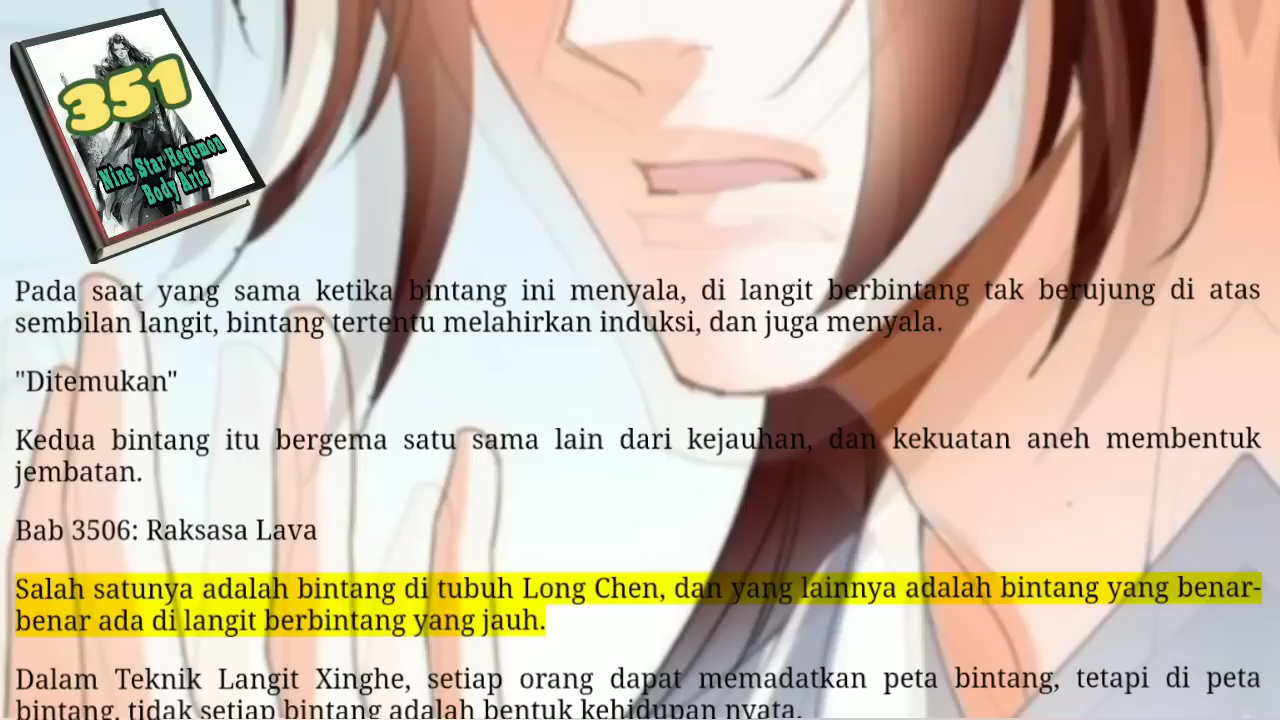 351
Nine Star Hegemon
Body Arts
Pada saat yang sama ketika bintang ini menyala, di langit berbintang tak berujung di atas
sembilan langit, bintang tertentu melahirkan induksi, dan juga menyala.
"Ditemukan"
Kedua bintang itu bergema satu sama lain dari kejauhan, dan kekuatan aneh membentuk
jembatan.
Bab 3506: Raksasa Lava
Salah satunya adalah bintang di tubuh Long Chen, dan yang lainnya adalah bintang yang benar-
benar ada di langit berbintang yang jauh.
Dalam Teknik Langit Xinghe, setiap orang dapat memadatkan peta bintang, tetapi di peta
bintang, tidak setiap bintang adalah bentuk kehidupan nyata.